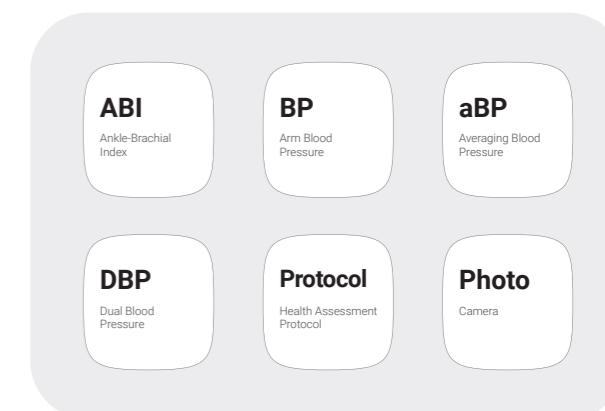 ABI
Ankle-Brachial
Index
BP
Arm Blood
Pressure
aBP
Averaging Blood
Pressure
DBP
Dual Blood
Pressure
Protocol
Health Assessment
Protocol
Photo
Camera